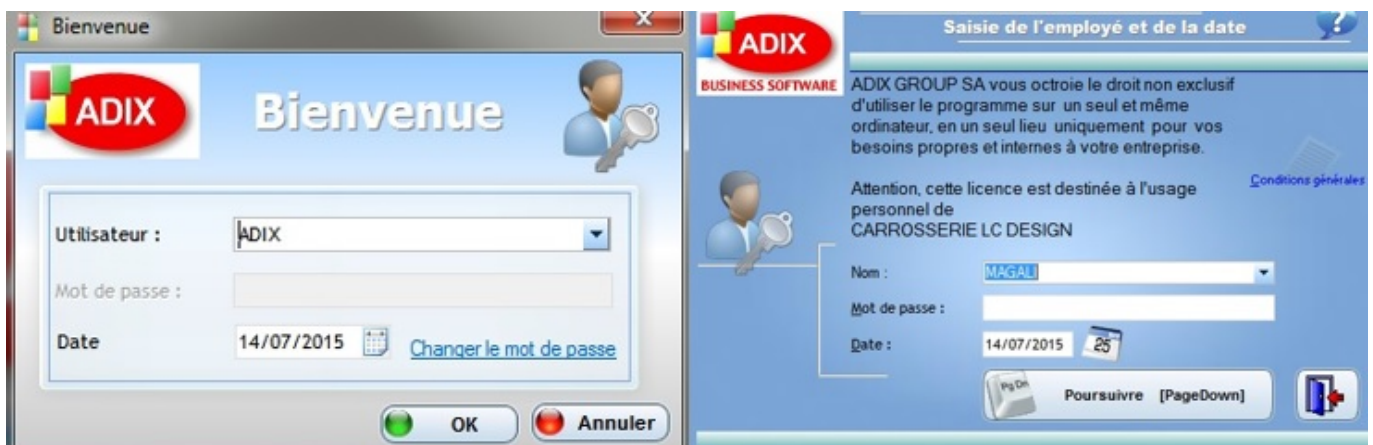 Bienvenue
ADIX
Bienvenue
Utilisateur :
ADIX
Mot de passe :
Date
14/07/2015
Changer le mot de passe
OK
Annuler
ADIX
BUSINESS SOFTWARE
Saisie de l'employé et de la date
ADIX GROUP SA vous octroie le droit non exclusif
d'utiliser le programme sur un seul et même
ordinateur, en un seul lieu uniquement pour vos
besoins propres et internes à votre entreprise.
Conditions générales
Attention, cette licence est destinée à l'usage
personnel de
CARROSSERIE LC DESIGN
Nom :
MAGALI
Mot de passe :
Date :
14/07/2015
25
Pg Dn
Poursuivre [PageDown]